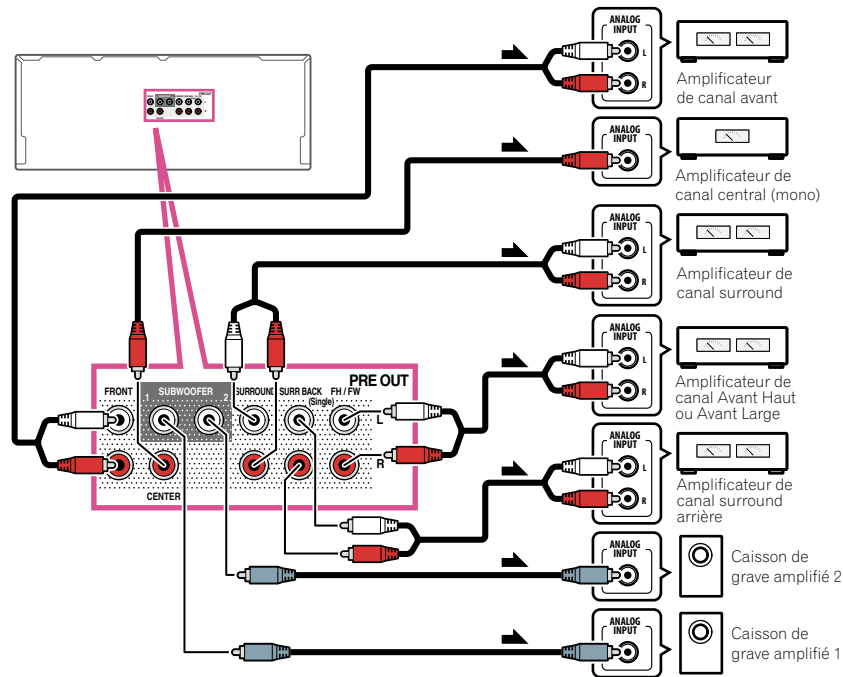 ANALOG
INPUT
L
R
Amplificateur
de canal avant
PRE OUT
ANALOG
INPUT
Amplificateur de
canal central (mono)
ANALOG
INPUT
L
R
Amplificateur de
canal surround
ANALOG
INPUT
L
R
Amplificateur de
canal Avant Haut
ou Avant Large
PRE OUT
FRONT
SUBWOOFER
1
2
SURROUND
SURR BACK
(Single)
FH / FW
L
R
CENTER
ANALOG
INPUT
L
R
Amplificateur de
canal surround
arrière
ANALOG
INPUT
Caisson de
grave amplifié 2
ANALOG
INPUT
Caisson de
grave amplifié 1